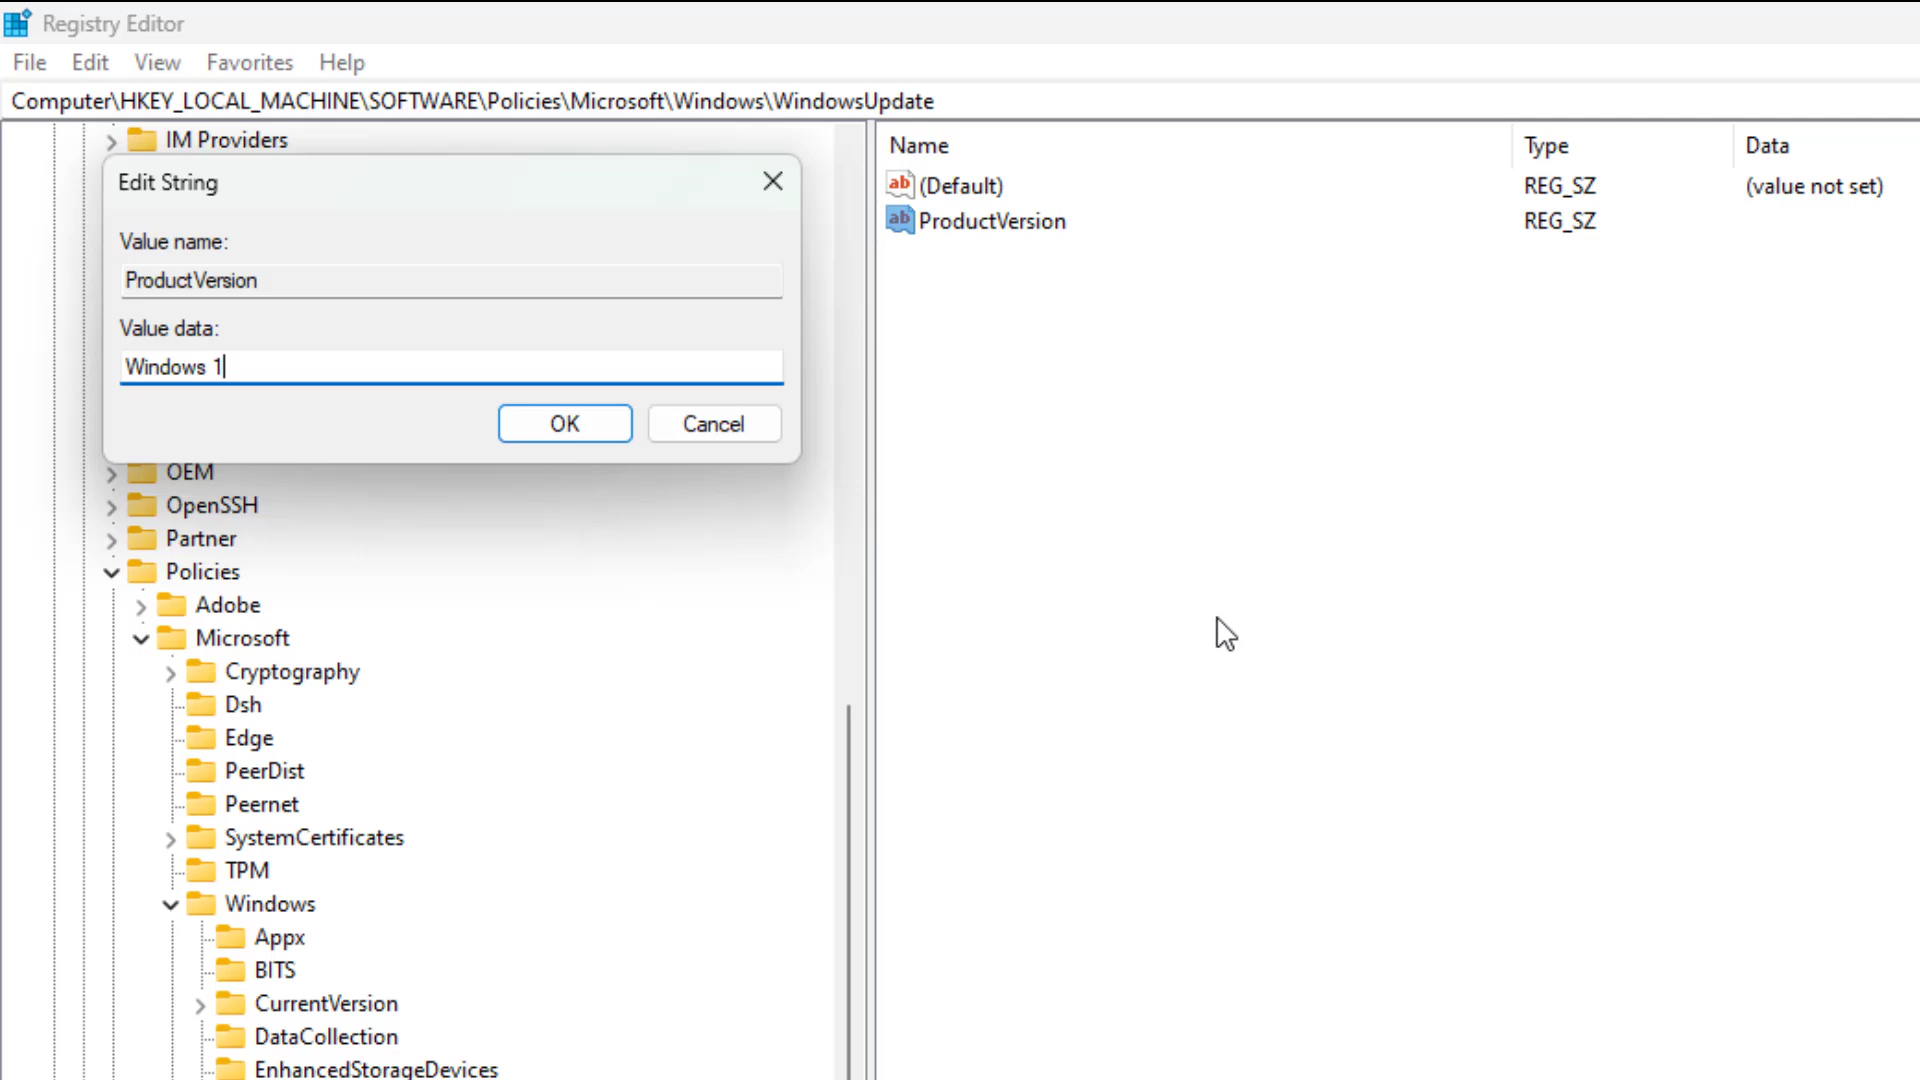 Registry Editor
File Edit View Favorites Help
Computer\HKEY_LOCAL_MACHINE\SOFTWARE\Policies\Microsoft\Windows\WindowsUpdate
IM Providers
Edit String
Value name:
ProductVersion
Value data:
Windows 1
OK Cancel
OEM
OpenSSH
Partner
Policies
Adobe
Microsoft
Cryptography
Dsh
Edge
PeerDist
Peernet
SystemCertificates
TPM
Windows
Appx
BITS
CurrentVersion
DataCollection
EnhancedStorageDevices
Name Type Data
ab (Default) REG_SZ (value not set)
ab ProductVersion REG_SZ